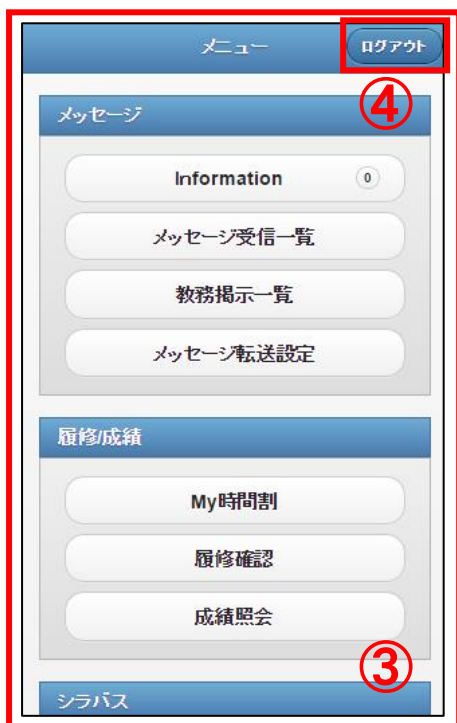 メニュー
ログアウト
④
メッセージ
Information
0
メッセージ受信一覧
教務掲示一覧
メッセージ転送設定
履修/成績
My時間割
履修確認
成績照会
③
シラバス